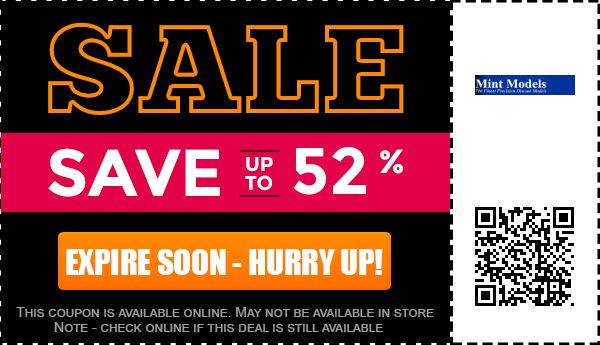 SALE
SAVE UP TO 52 %
EXPIRE SOON - HURRY UP!
THIS COUPON IS AVAILABLE ONLINE. MAY NOT BE AVAILABLE IN STORE
NOTE - CHECK ONLINE IF THIS DEAL IS STILL AVAILABLE
Mint Models
The Finest Precision Diecast Models